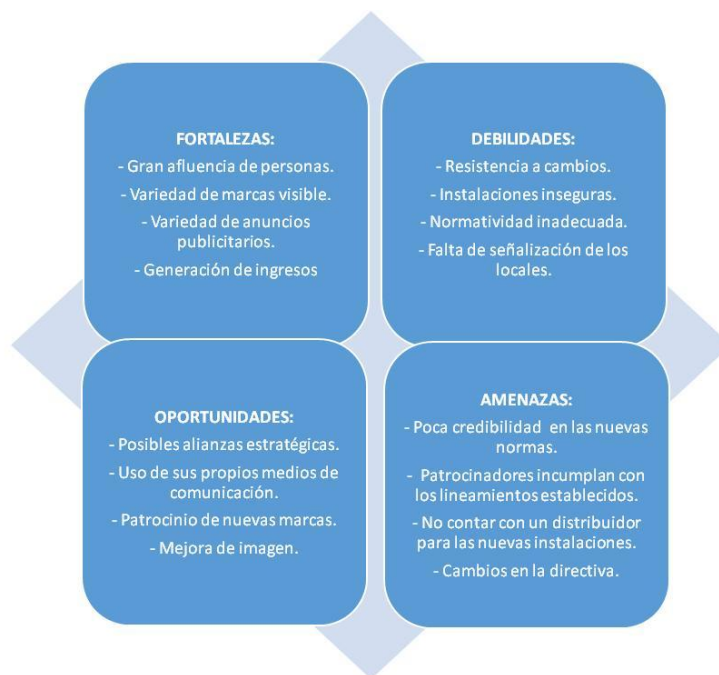 FORTALEZAS:
- Gran afluencia de personas.
- Variedad de marcas visible.
- Variedad de anuncios
publicitarios.
- Generación de ingresos
DEBILIDADES:
- Resistencia a cambios.
- Instalaciones inseguras.
- Normatividad inadecuada.
- Falta de señalización de los
locales.
OPORTUNIDADES:
- Posibles alianzas estratégicas.
- Uso de sus propios medios de
comunicación.
- Patrocinio de nuevas marcas.
- Mejora de imagen.
AMENAZAS:
- Poca credibilidad en las nuevas
normas.
- Patrocinadores incumplan con
los lineamientos establecidos.
- No contar con un distribuidor
para las nuevas instalaciones.
- Cambios en la directiva.